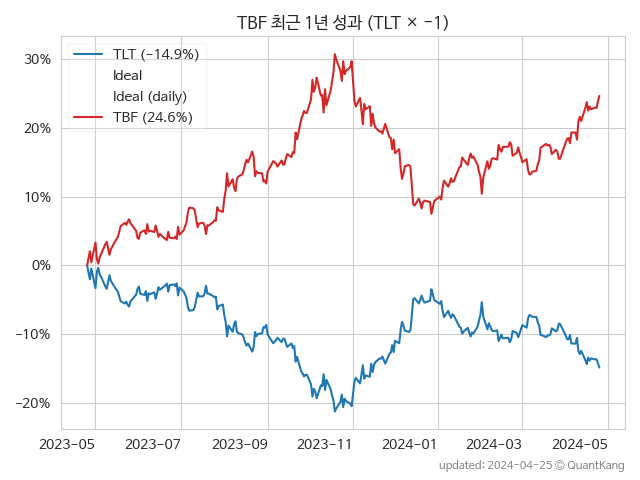 TBF 최근 1년 성과 (TLT × −1)
TLT (−14.9%)
Ideal
Ideal (daily)
TBF (24.6%)
30%
20%
10%
0%
−10%
−20%
2023-05 2023-07 2023-09 2023-11 2024-01 2024-03 2024-05
updated: 2024-04-25 © QuantKang